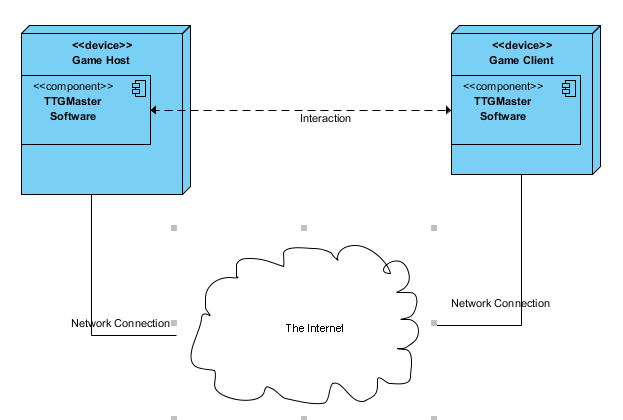 <<device>>
Game Host
<<component>>
TTGMaster
Software
<<device>>
Game Client
<<component>>
TTGMaster
Software
Interaction
Network Connection
The Internet
Network Connection